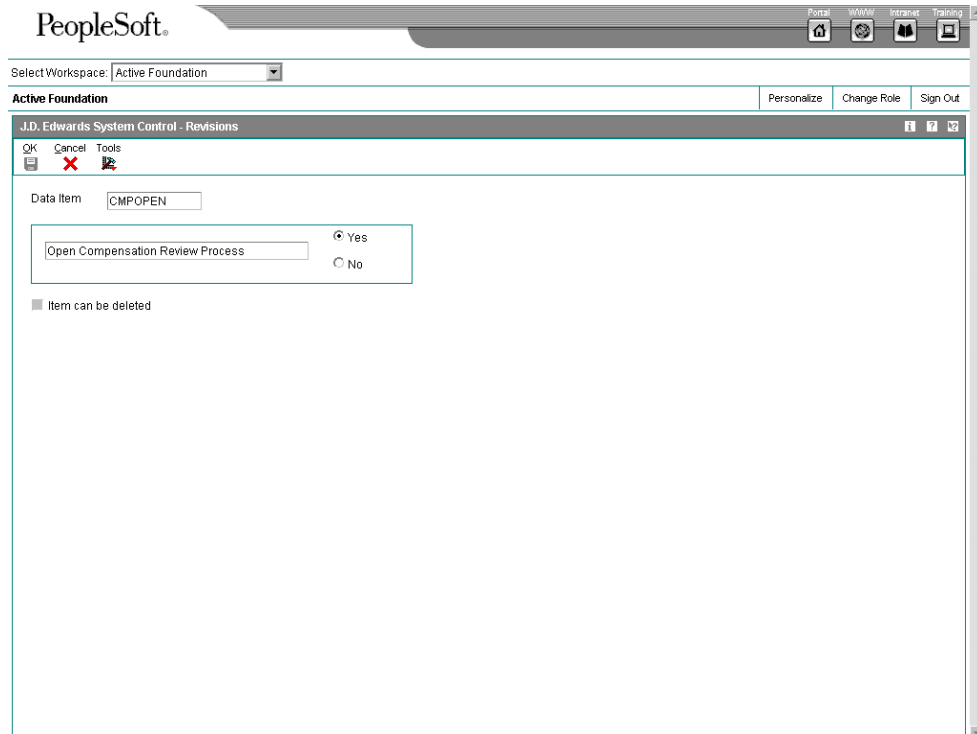 PeopleSoft.
Portal WWW Intranet Training
Select Workspace: Active Foundation
Active Foundation Personalize Change Role Sign Out
J.D. Edwards System Control - Revisions
OK Cancel Tools
Data Item CMPOPEN
Yes
Open Compensation Review Process
No
Item can be deleted